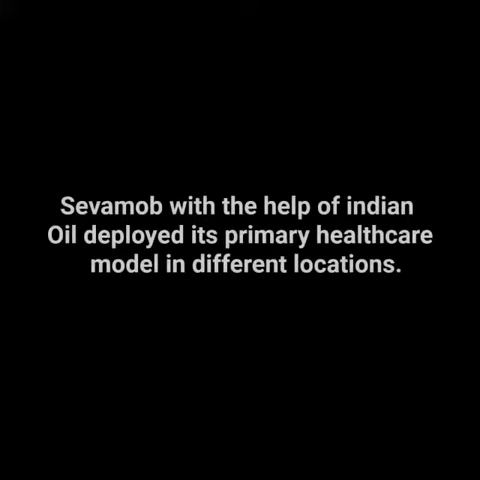 Sevamob with the help of indian
Oil deployed its primary healthcare
model in different locations.